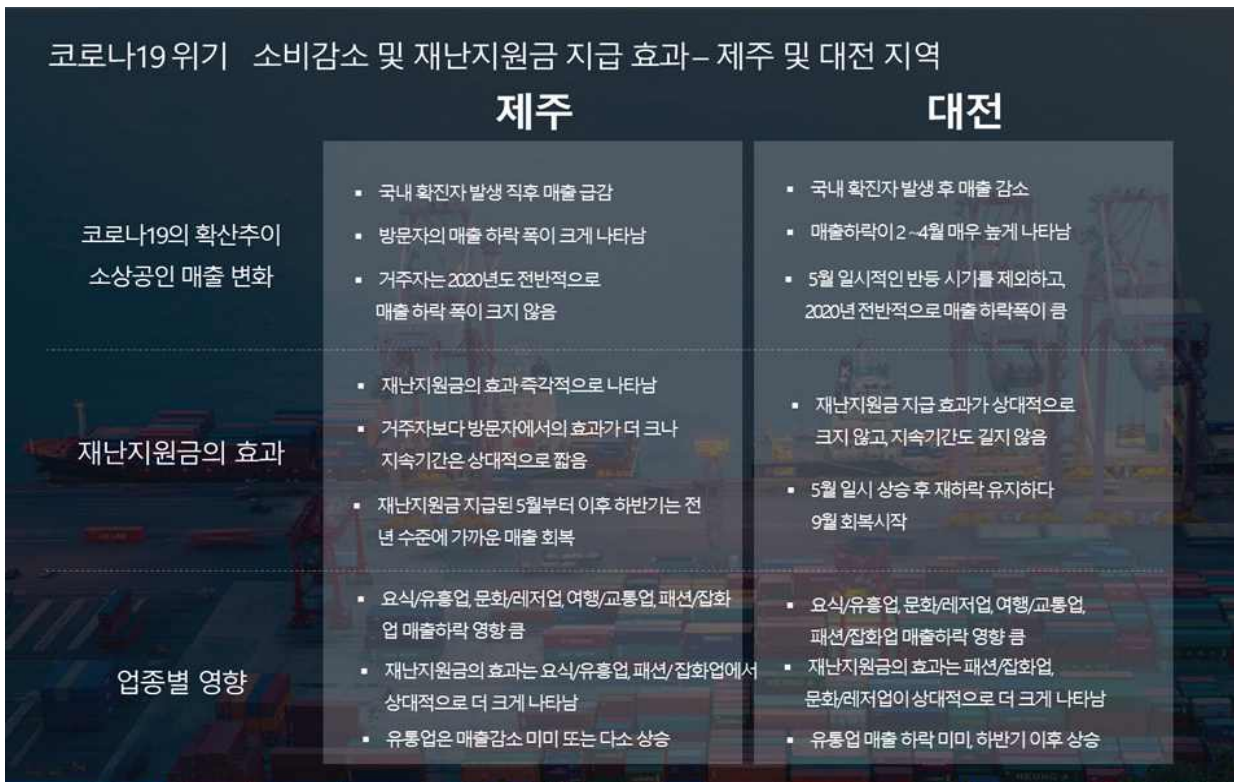 코로나19 위기 소비감소 및 재난지원금 지급 효과– 제주 및 대전 지역
제주
대전
코로나19의 확산추이
소상공인 매출 변화
▪ 국내 확진자 발생 직후 매출 급감
▪ 방문자의 매출 하락 폭이 크게 나타남
▪ 거주자는 2020년도 전반적으로
매출 하락 폭이 크지 않음
▪ 국내 확진자 발생 후 매출 감소
▪ 매출하락이 2 ~4월 매우 높게 나타남
▪ 5월 일시적인 반등 시기를 제외하고,
2020년 전반적으로 매출 하락폭이 큼
재난지원금의 효과
▪ 재난지원금의 효과 즉각적으로 나타남
▪ 거주자보다 방문자에서의 효과가 더 크나
지속기간은 상대적으로 짧음
▪ 재난지원금 지급된 5월부터 이후 하반기는 전
년 수준에 가까운 매출 회복
▪ 재난지원금 지급 효과가 상대적으로
크지 않고, 지속기간도 길지 않음
▪ 5월 일시 상승 후 재하락 유지하다
9월 회복시작
업종별 영향
▪ 요식/유흥업, 문화/레저업, 여행/교통업, 패션/잡화
업 매출하락 영향 큼
▪ 재난지원금의 효과는 요식/유흥업, 패션/ 잡화업에서
상대적으로 더 크게 나타남
▪ 유통업은 매출감소 미미 또는 다소 상승
▪ 요식/유흥업, 문화/레저업, 여행/교통업,
패션/잡화업 매출하락 영향 큼
▪ 재난지원금의 효과는 패션/잡화업,
문화/레저업이 상대적으로 더 크게 나타남
▪ 유통업 매출 하락 미미, 하반기 이후 상승